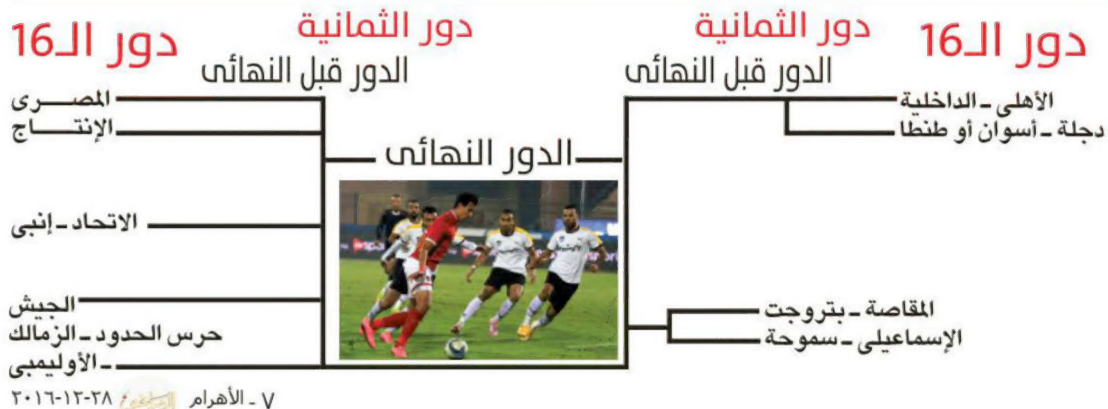 دور الـ16
دور الثمانية
دور الثمانية
دور الـ16
الدور قبل النهائى
الدور قبل النهائى
الأهلى ـ الداخلية
دجلة ـ أسوان أو طنطا
المقاصة ـ بتروجت
الإسماعيلى ـ سموحة
الدور النهائى
المصـــرى
الإنتـــاج
الاتحاد ـ إنبى
الجيش
حرس الحدود ـ الزمالك
ـ الأوليمبى
٧ ـ الأهرام
٢٠١٦-١٢-٢٨